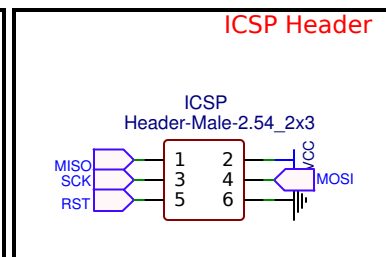 ICSP Header
ICSP
Header-Male-2.54_2x3
MISO 1 2 VCC
SCK 3 4 MOSI
RST 5 6